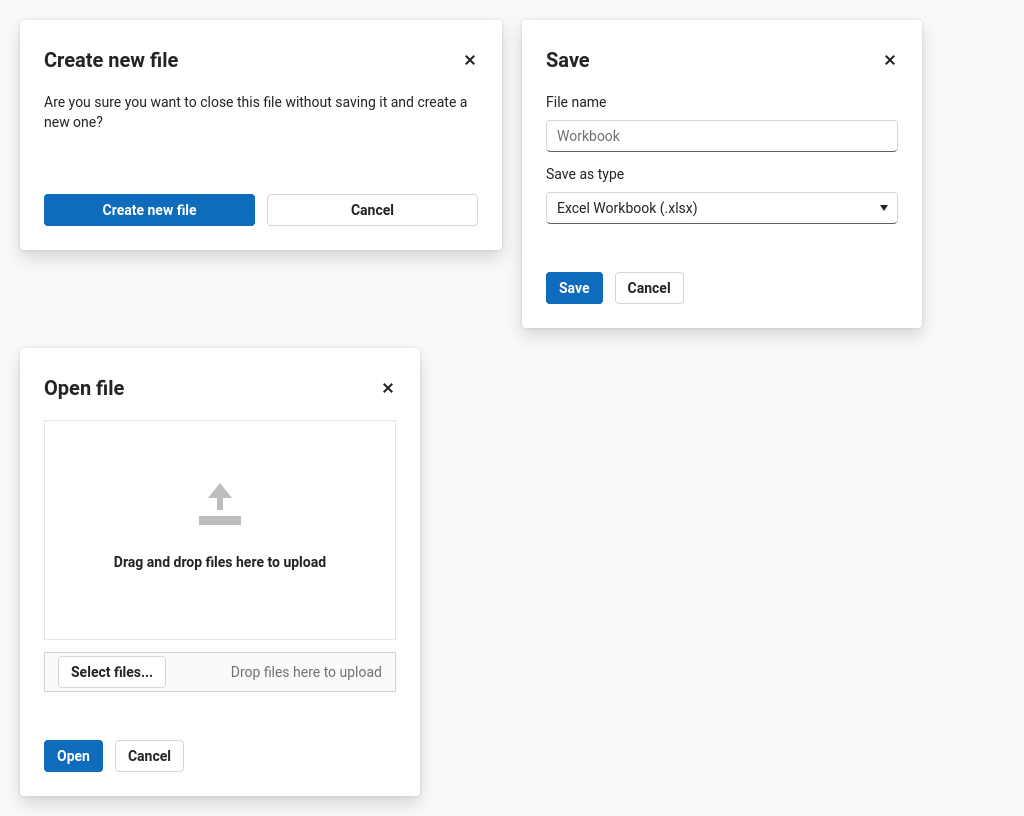 Create new file
Are you sure you want to close this file without saving it and create a
new one?
Create new file
Cancel
Save
File name
Workbook
Save as type
Excel Workbook (.xlsx)
Save
Cancel
Open file
Drag and drop files here to upload
Select files...
Drop files here to upload
Open
Cancel